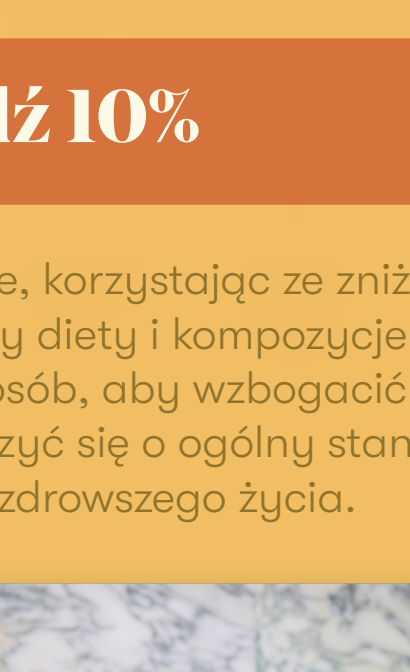 dź 10%
e, korzystając ze zniż
y diety i kompozycje
osób, aby wzbogacić
zyć się o ogólny stan
zdrowszego życia.